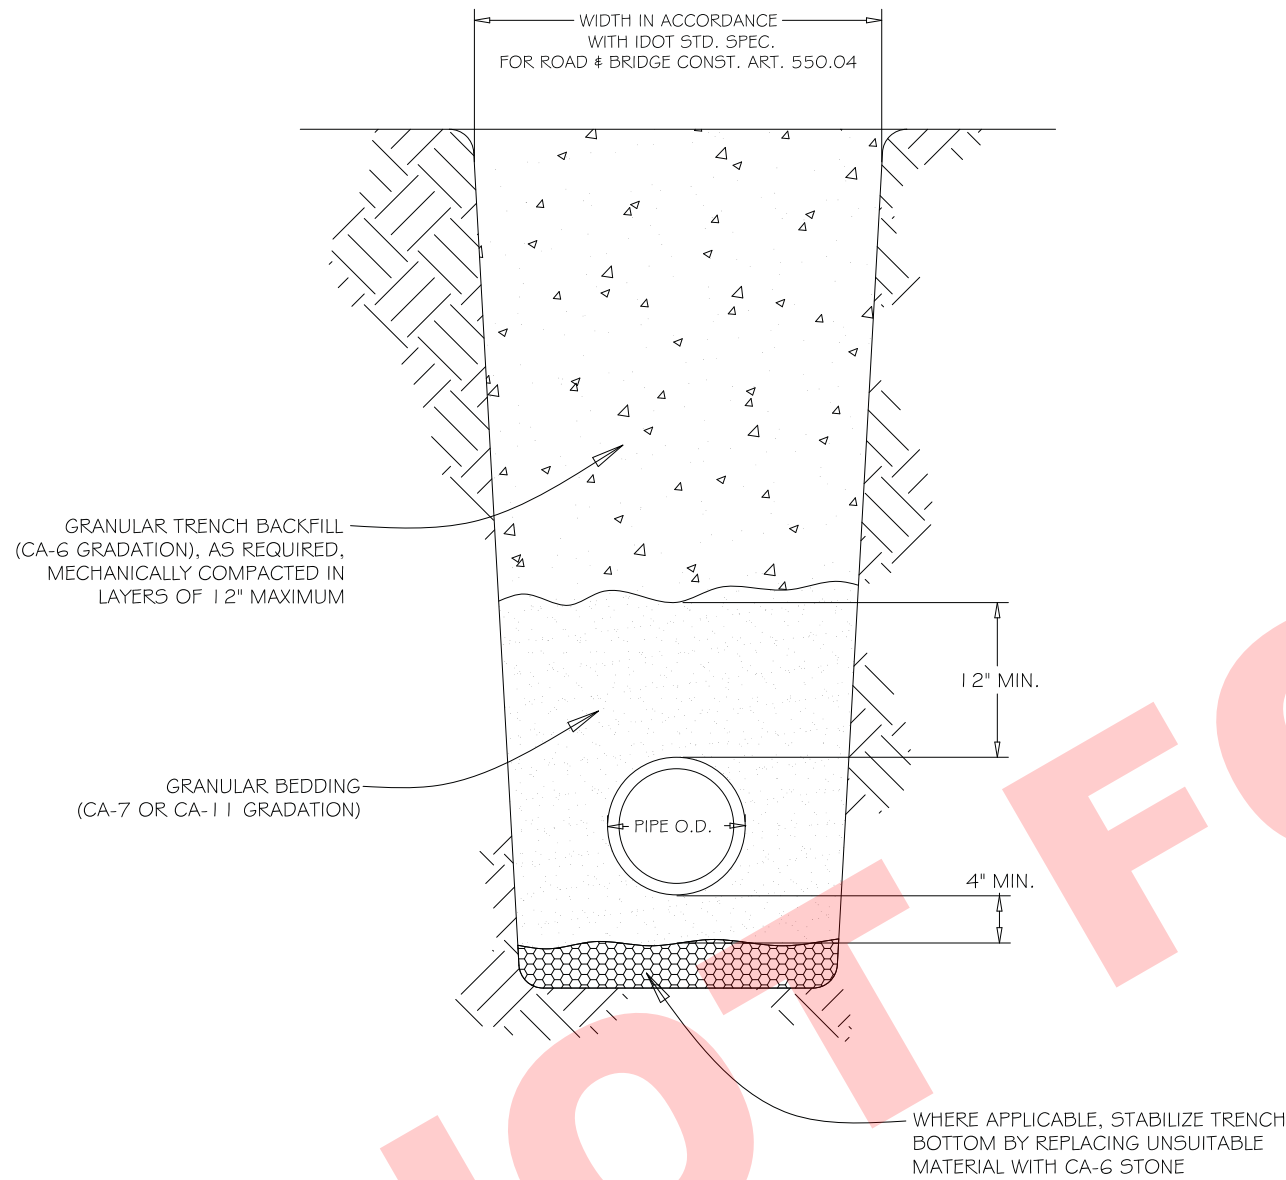 WIDTH IN ACCORDANCE
WITH IDOT STD. SPEC.
FOR ROAD & BRIDGE CONST. ART. 550.04
GRANULAR TRENCH BACKFILL
(CA-6 GRADATION), AS REQUIRED,
MECHANICALLY COMPACTED IN
LAYERS OF 12" MAXIMUM
12" MIN.
GRANULAR BEDDING
(CA-7 OR CA-11 GRADATION)
PIPE O.D.
4" MIN.
WHERE APPLICABLE, STABILIZE TRENCH
BOTTOM BY REPLACING UNSUITABLE
MATERIAL WITH CA-6 STONE
NOT FO